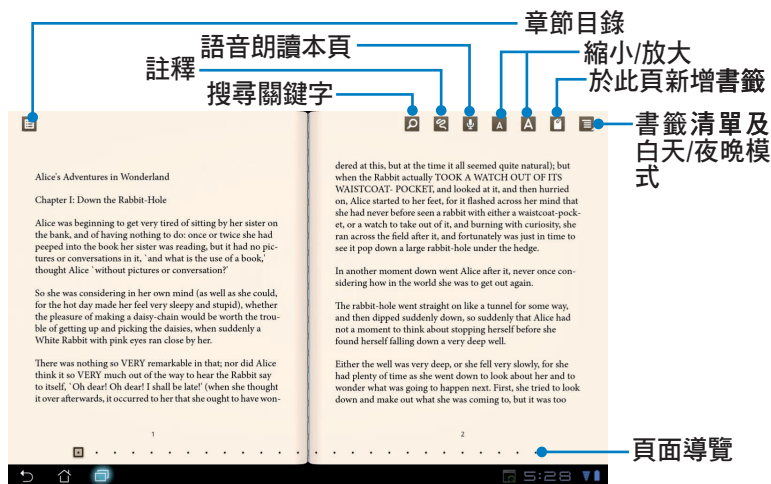 章節目錄
語音朗讀本頁
縮小/放大
註釋
於此頁新增書籤
搜尋關鍵字
書籤清單及
白天/夜晚模
式
A
A
Alice's Adventures in Wonderland
Chapter I: Down the Rabbit-Hole
Alice was beginning to get very tired of sitting by her sister on
the bank, and of having nothing to do: once or twice she had
peeped into the book her sister was reading, but it had no pic-
tures or conversations in it, `and what is the use of a book,'
thought Alice `without pictures or conversation?'
So she was considering in her own mind (as well as she could,
for the hot day made her feel very sleepy and stupid), whether
the pleasure of making a daisy-chain would be worth the trou-
ble of getting up and picking the daisies, when suddenly a
White Rabbit with pink eyes ran close by her.
There was nothing so VERY remarkable in that; nor did Alice
think it so VERY much out of the way to hear the Rabbit say
to itself, `Oh dear! Oh dear! I shall be late!' (when she thought
it over afterwards, it occurred to her that she ought to have won-
1
dered at this, but at the time it all seemed quite natural); but
when the Rabbit actually TOOK A WATCH OUT OF ITS
WAISTCOAT- POCKET, and looked at it, and then hurried
on, Alice started to her feet, for it flashed across her mind that
she had never before seen a rabbit with either a waistcoat-pock-
et, or a watch to take out of it, and burning with curiosity, she
ran across the field after it, and fortunately was just in time to
see it pop down a large rabbit-hole under the hedge.
In another moment down went Alice after it, never once con-
sidering how in the world she was to get out again.
The rabbit-hole went straight on like a tunnel for some way,
and then dipped suddenly down, so suddenly that Alice had
not a moment to think about stopping herself before she
found herself falling down a very deep well.
Either the well was very deep, or she fell very slowly, for she
had plenty of time as she went down to look about her and to
wonder what was going to happen next. First, she tried to look
down and make out what she was coming to, but it was too
2
頁面導覽
5:28